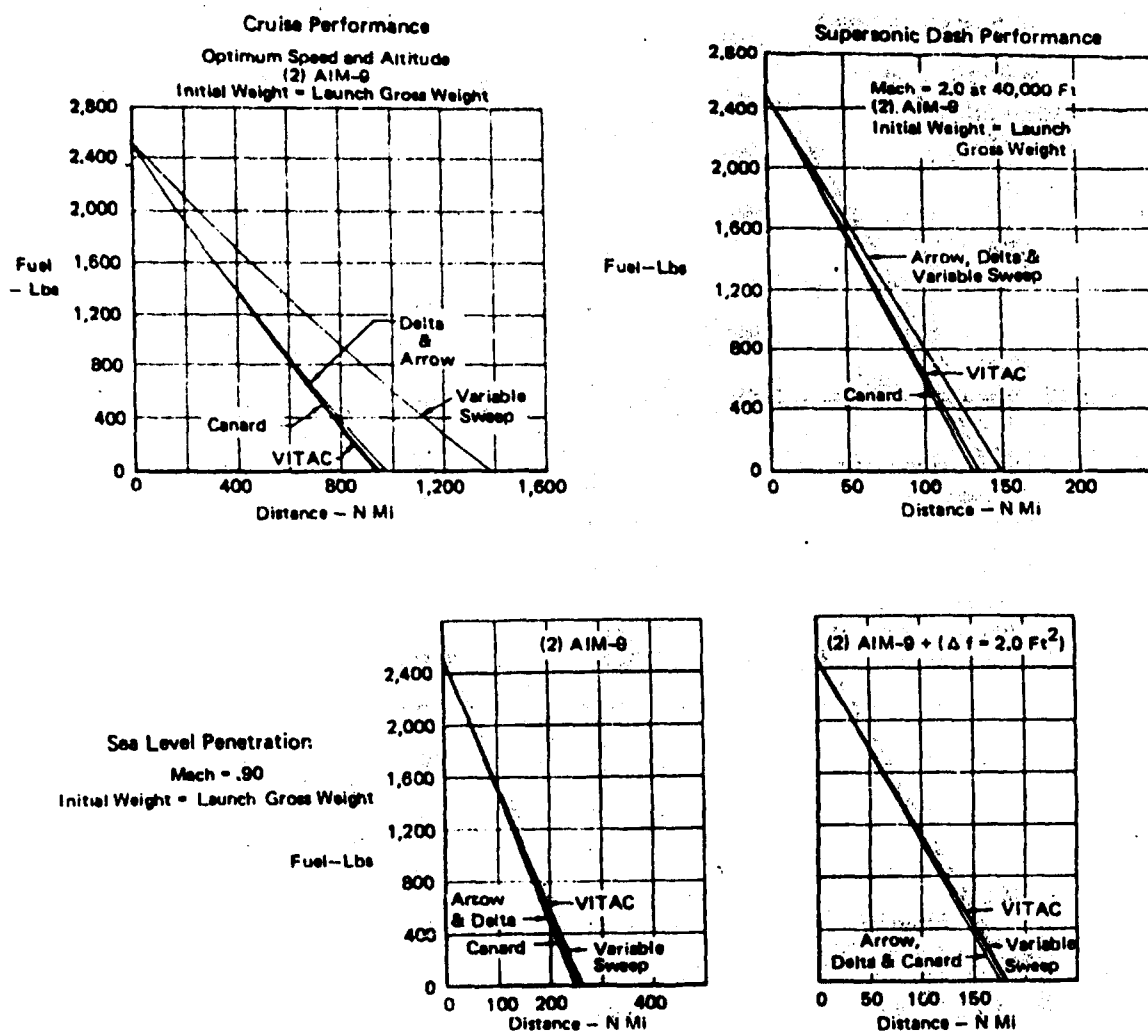 Cruise Performance
Optimum Speed and Altitude
(2) AIM-9
Initial Weight = Launch Gross Weight
2,800
2,400
2,000
1,600
1,200
800
400
0
Fuel
- Lbs
Delta
&
Arrow
Canard
Variable
Sweep
VITAC
0
400
800
1,200
1,600
Distance – N Mi
Supersonic Dash Performance
2,800
2,400
2,000
1,600
1,200
800
400
0
Mach = 2.0 at 40,000 Ft
(2) AIM-9
Initial Weight = Launch
Gross Weight
Fuel–Lbs
Arrow, Delta &
Variable Sweep
VITAC
Canard
0
50
100
150
200
Distance – N Mi
Sea Level Penetration
Mach = .90
Initial Weight = Launch Gross Weight
Fuel–Lbs
(2) AIM-9
2,400
2,000
1,600
1,200
800
400
0
Arrow
& Delta
VITAC
Canard
Variable
Sweep
0
100
200
300
400
Distance – N Mi
(2) AIM-9 + (Δ f = 2.0 Ft²)
VITAC
Arrow,
Delta & Canard
Variable
Sweep
0
50
100
150
Distance – N Mi